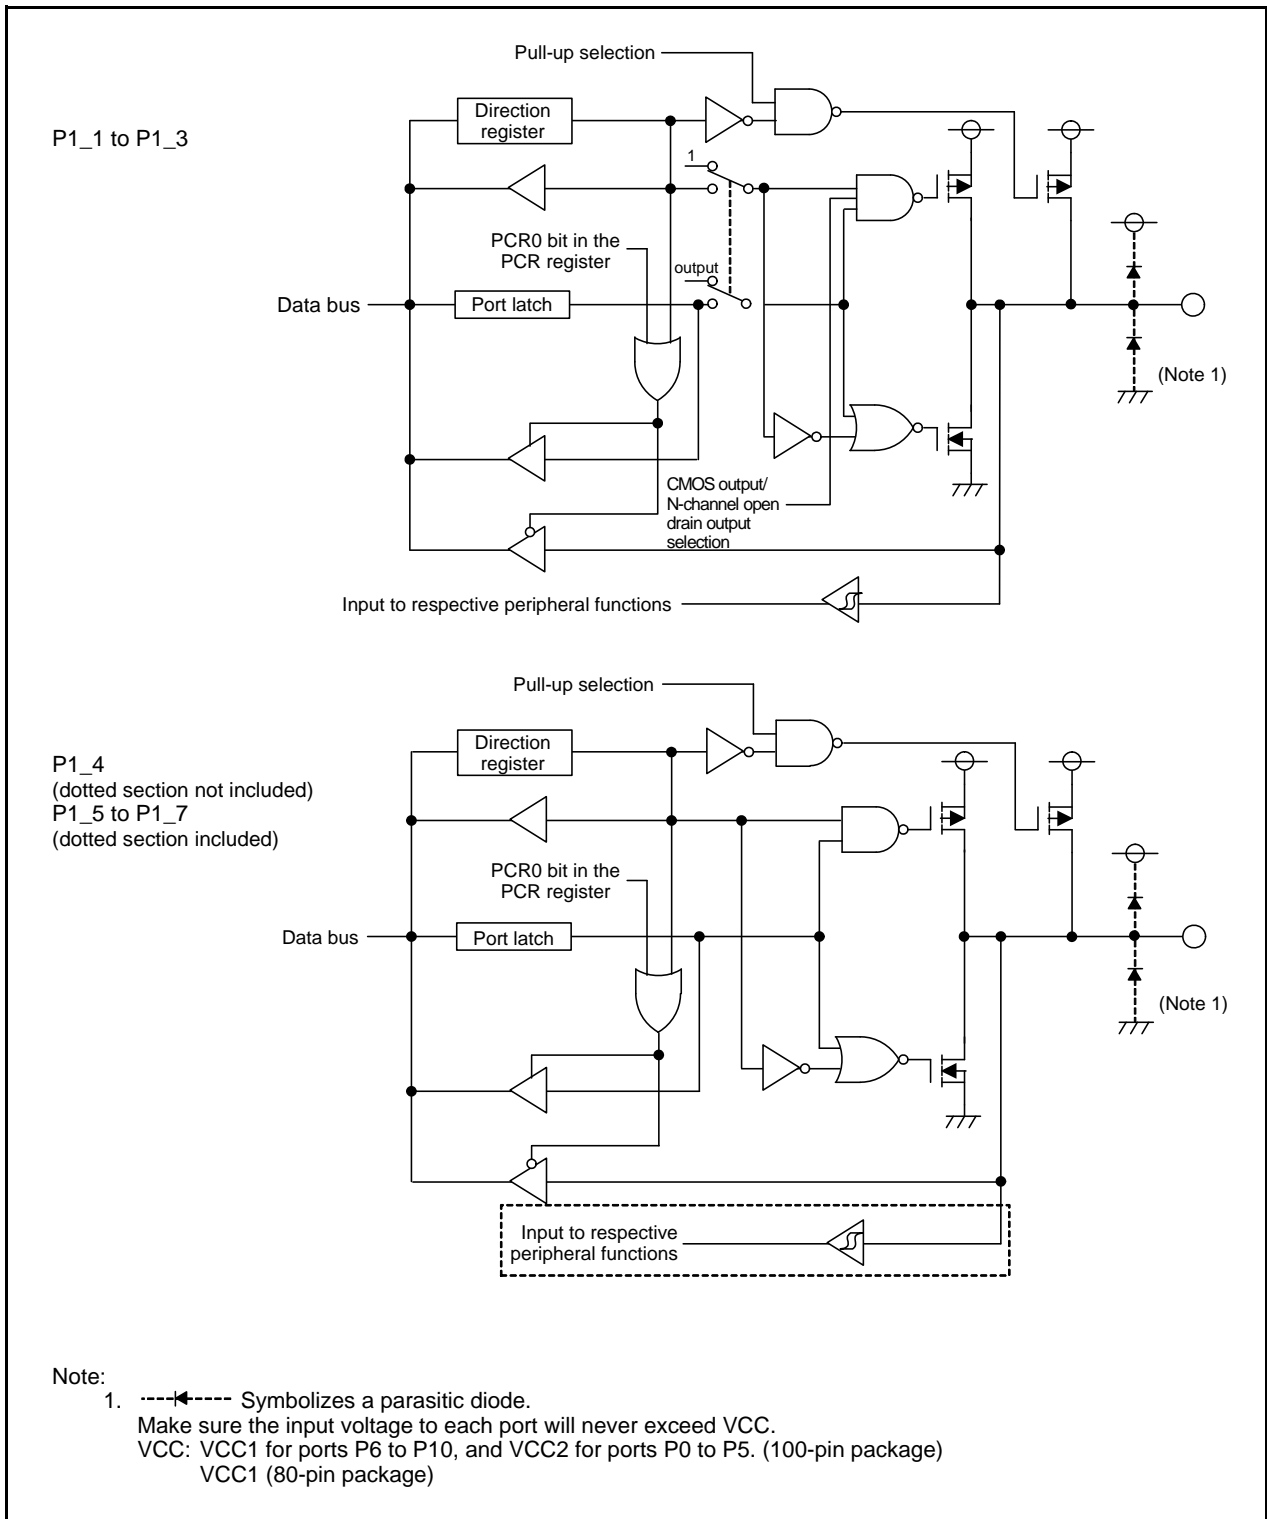 Pull-up selection
P1_1 to P1_3
Direction
register
1
PCR0 bit in the
PCR register
output
Data bus
Port latch
(Note 1)
CMOS output/
N-channel open
drain output
selection
Input to respective peripheral functions
Pull-up selection
P1_4
(dotted section not included)
P1_5 to P1_7
(dotted section included)
Direction
register
PCR0 bit in the
PCR register
Data bus
Port latch
(Note 1)
Input to respective
peripheral functions
Note:
1. Symbolizes a parasitic diode.
Make sure the input voltage to each port will never exceed VCC.
VCC: VCC1 for ports P6 to P10, and VCC2 for ports P0 to P5. (100-pin package)
VCC1 (80-pin package)